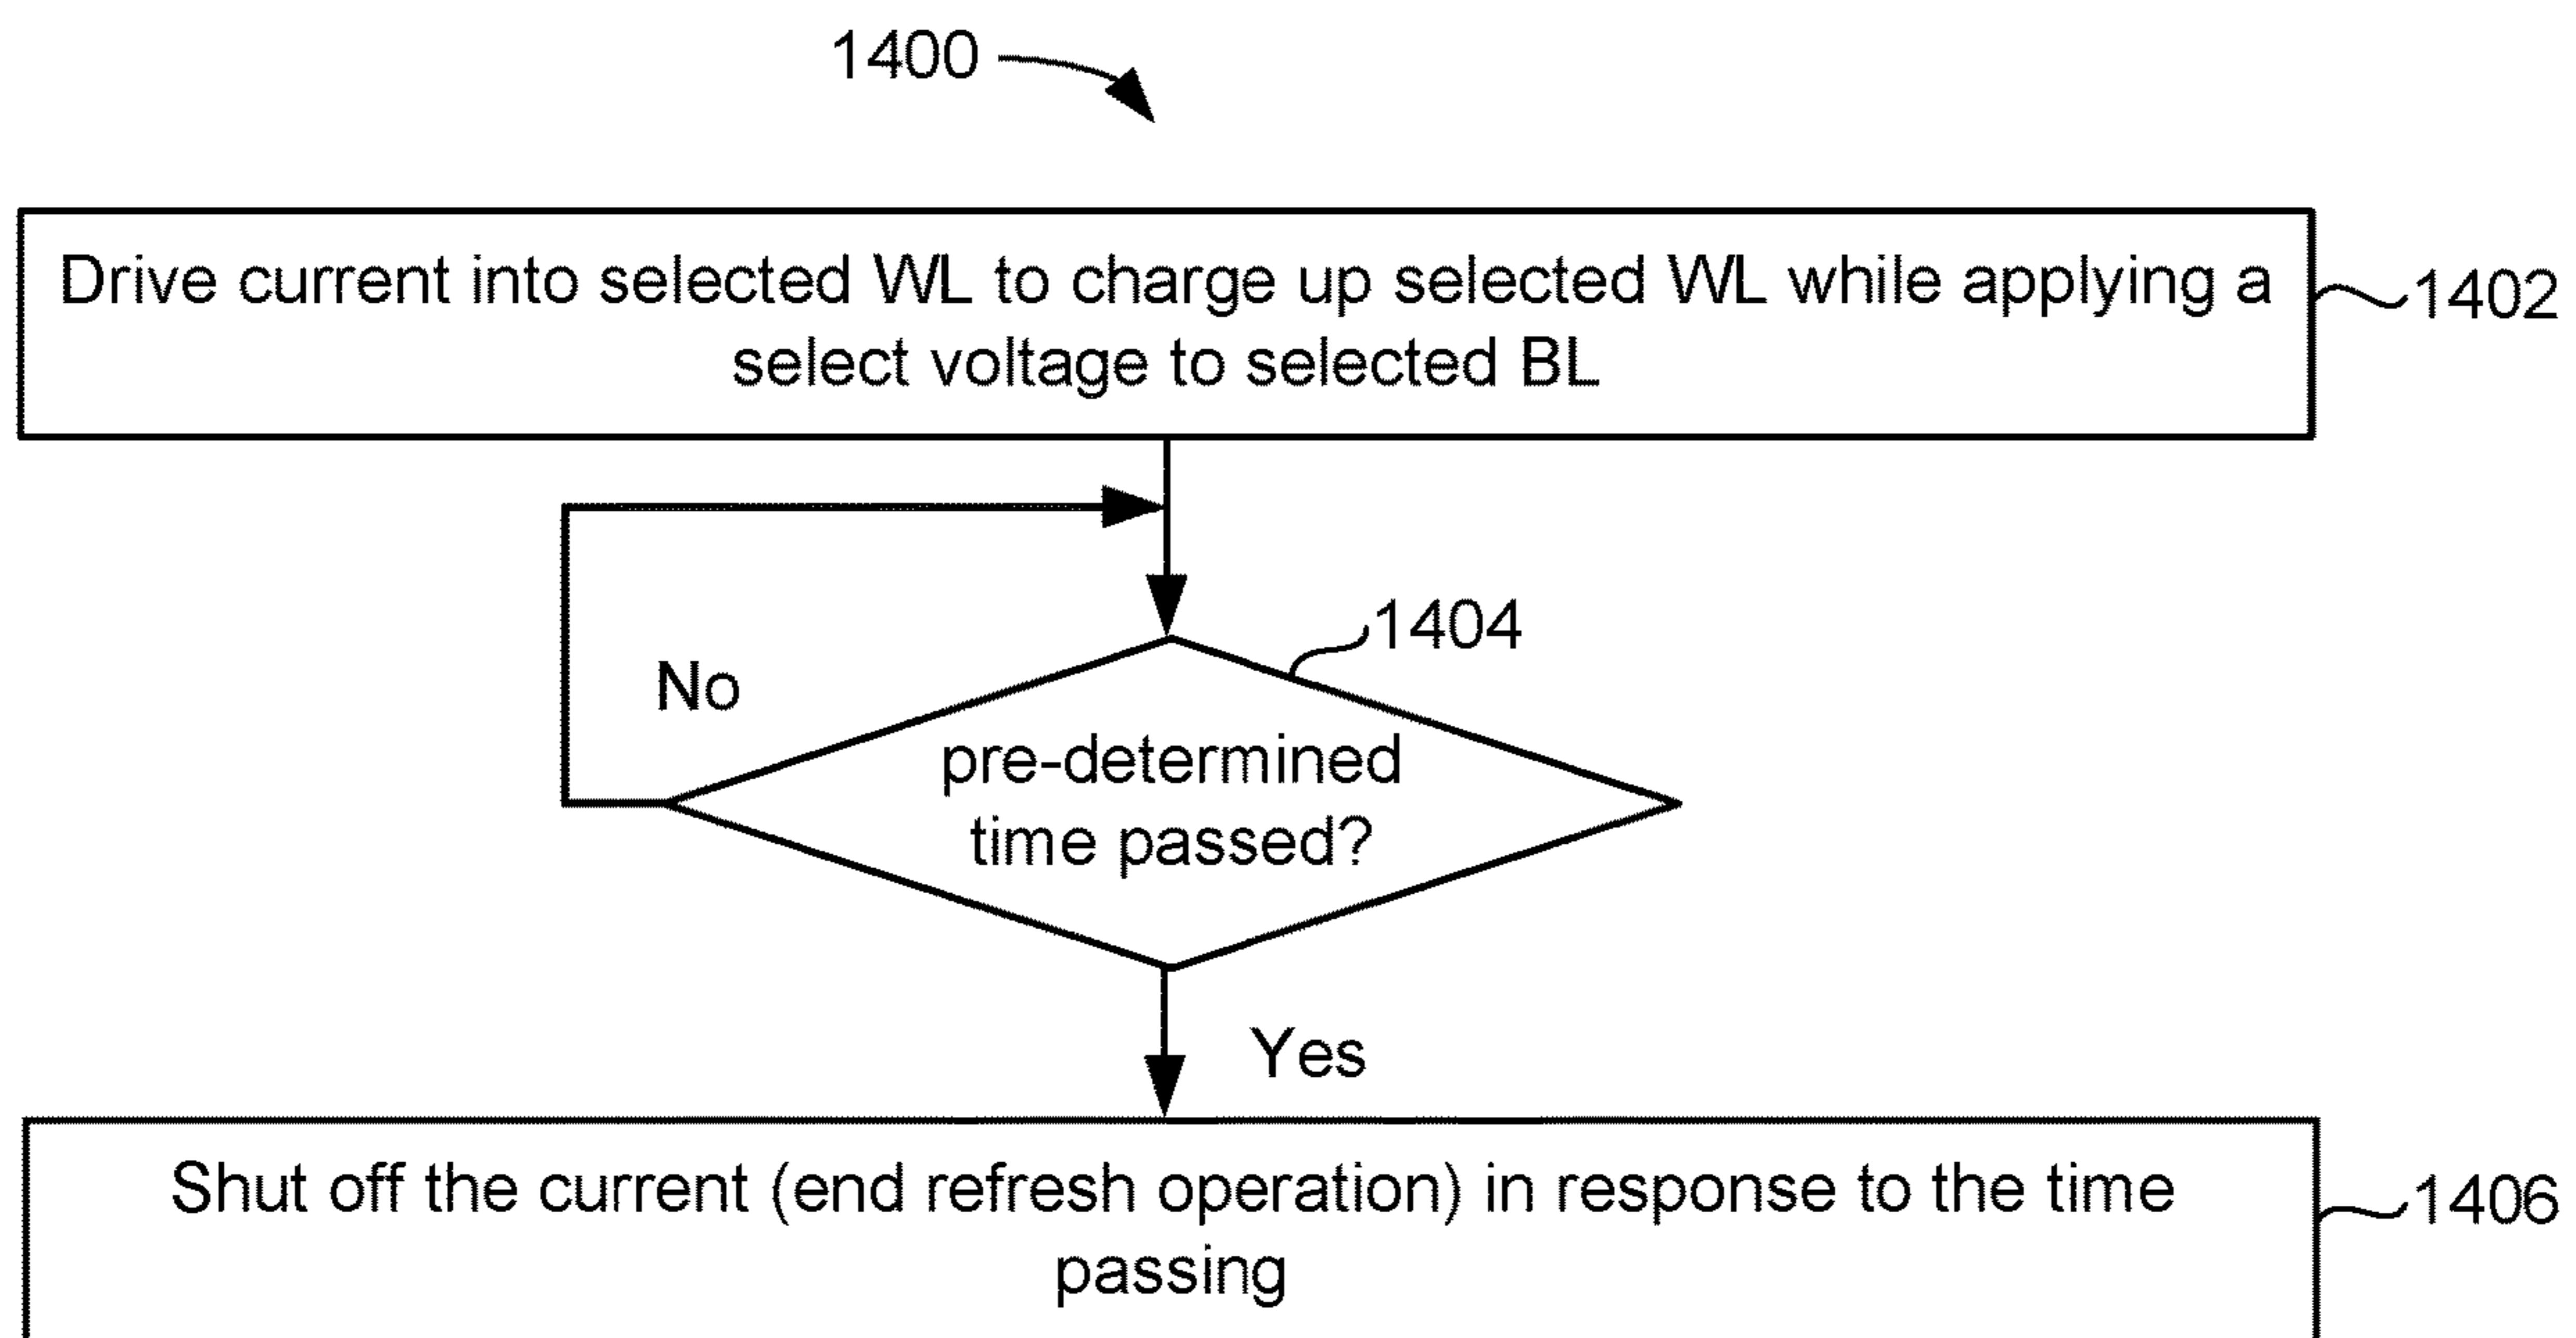 1400
Drive current into selected WL to charge up selected WL while applying a
select voltage to selected BL
1402
1404
No
pre-determined
time passed?
Yes
Shut off the current (end refresh operation) in response to the time
passing
1406